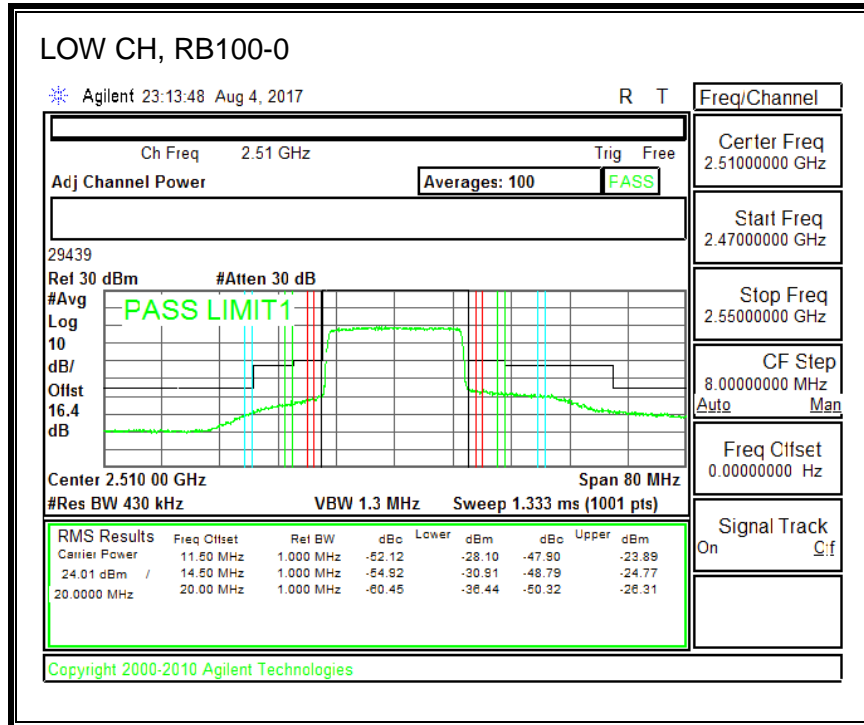 LOW CH, RB100-0
Agilent 23:13:48 Aug 4, 2017 R T
Freq/Channel
Ch Freq 2.51 GHz Trig Free
Adj Channel Power Averages: 100 PASS
Center Freq
2.51000000 GHz
Start Freq
2.47000000 GHz
Stop Freq
2.55000000 GHz
CF Step
8.00000000 MHz
Auto Man
Freq Offset
0.00000000 Hz
Signal Track
On Off
29439
Ref 30 dBm #Atten 30 dB
#Avg
Log
10
dB/
Offst
16.4
dB
PASS LIMIT1
Center 2.510 00 GHz Span 80 MHz
#Res BW 430 kHz VBW 1.3 MHz Sweep 1.333 ms (1001 pts)
RMS Results Freq Offset Ref BW dBc Lower dBm dBc Upper dBm
Carrier Power 11.50 MHz 1.000 MHz -52.12 -28.10 -47.90 -23.89
24.01 dBm / 14.50 MHz 1.000 MHz -54.92 -30.91 -48.79 -24.77
20.0000 MHz 20.00 MHz 1.000 MHz -60.45 -36.44 -50.32 -26.31
Copyright 2000-2010 Agilent Technologies